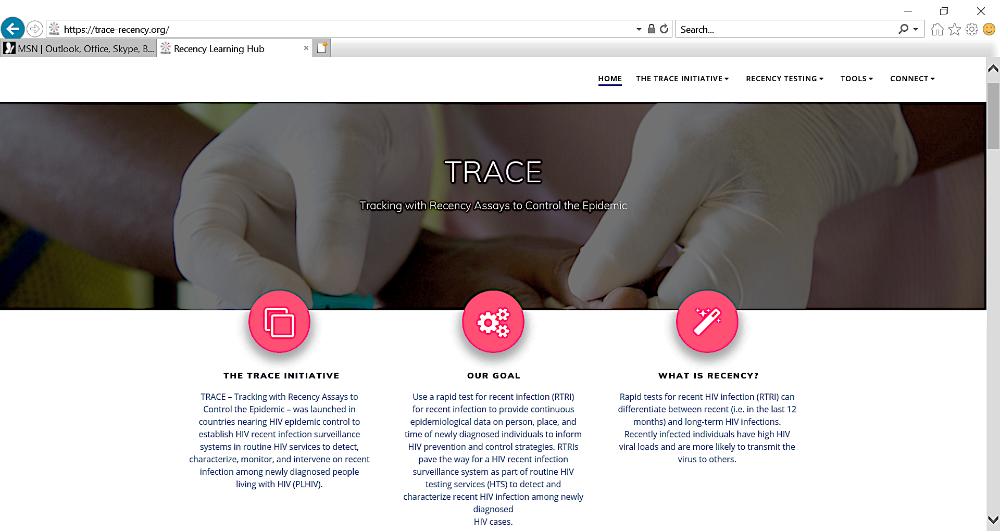 https://trace-recency.org/
Search...
MSN | Outlook, Office, Skype, B...
Recency Learning Hub
HOME
THE TRACE INITIATIVE
RECENCY TESTING
TOOLS
CONNECT
TRACE
Tracking with Recency Assays to Control the Epidemic
THE TRACE INITIATIVE
TRACE – Tracking with Recency Assays to
Control the Epidemic – was launched in
countries nearing HIV epidemic control to
establish HIV recent infection surveillance
systems in routine HIV services to detect,
characterize, monitor, and intervene on recent
infection among newly diagnosed people
living with HIV (PLHIV).
OUR GOAL
Use a rapid test for recent infection (RTRI)
for recent infection to provide continuous
epidemiological data on person, place, and
time of newly diagnosed individuals to inform
HIV prevention and control strategies. RTRIs
pave the way for a HIV recent infection
surveillance system as part of routine HIV
testing services (HTS) to detect and
characterize recent HIV infection among newly
diagnosed
HIV cases.
WHAT IS RECENCY?
Rapid tests for recent HIV infection (RTRI) can
differentiate between recent (i.e. in the last 12
months) and long-term HIV infections.
Recently infected individuals have high HIV
viral loads and are more likely to transmit the
virus to others.